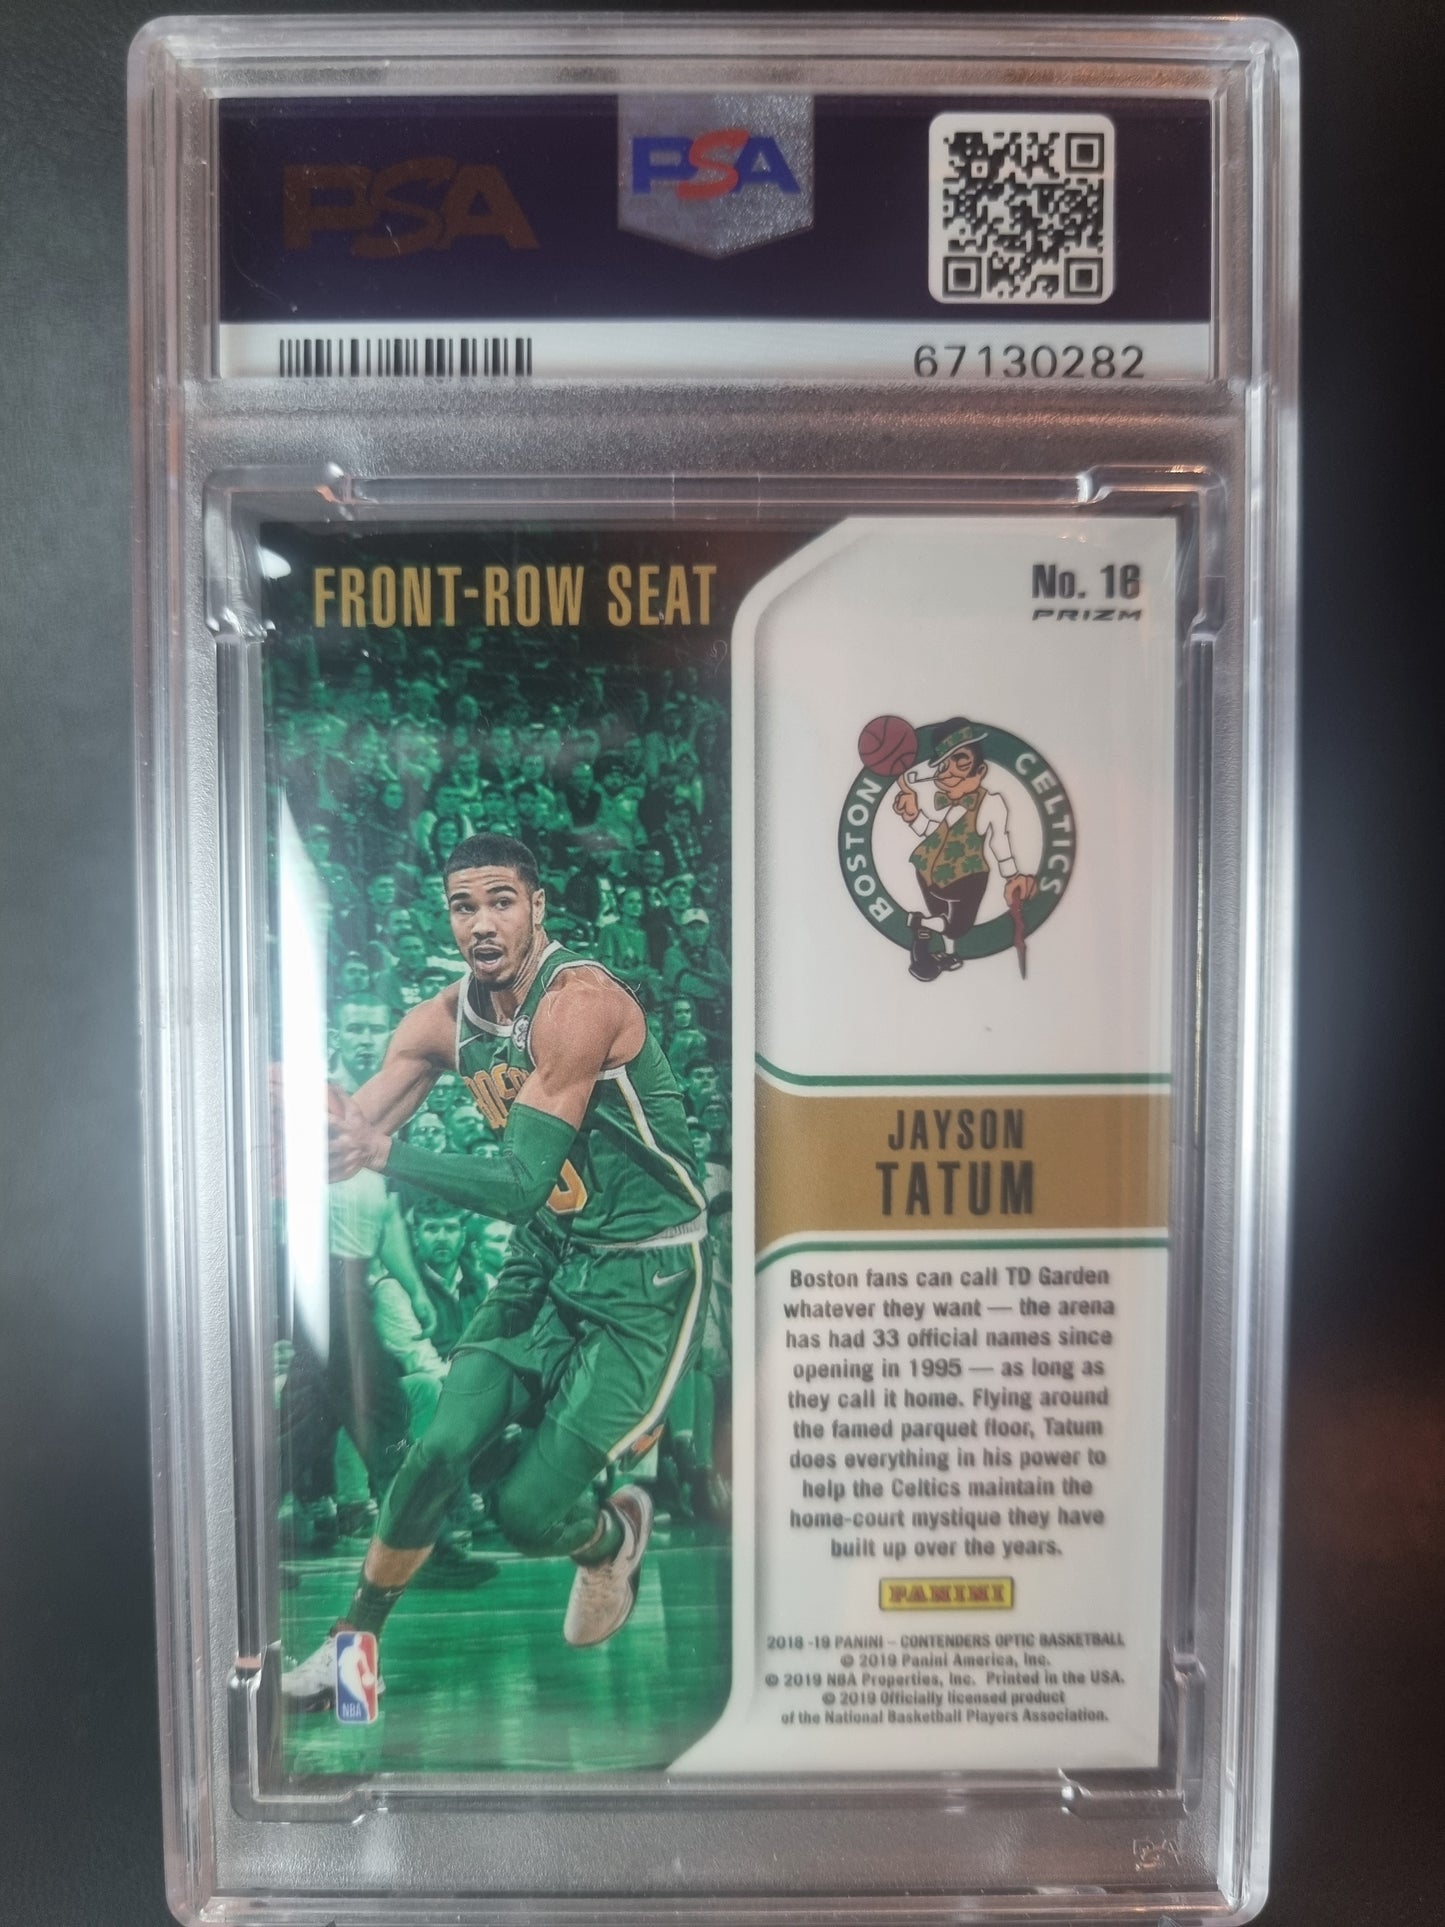 PSA
PSA
67130282
FRONT-ROW SEAT
No. 16
PRIZM
BOSTON CELTICS
BOSTON
0
JAYSON
TATUM
Boston fans can call TD Garden
whatever they want — the arena
has had 33 official names since
opening in 1995 — as long as
they call it home. Flying around
the famed parquet floor, Tatum
does everything in his power to
help the Celtics maintain the
home-court mystique they have
built up over the years.
PANINI
2018 -19 PANINI – CONTENDERS OPTIC BASKETBALL
© 2019 Panini America, Inc.
© 2019 NBA Properties, Inc. Printed in the USA.
© 2019 Officially licensed product
of the National Basketball Players Association.
NBA